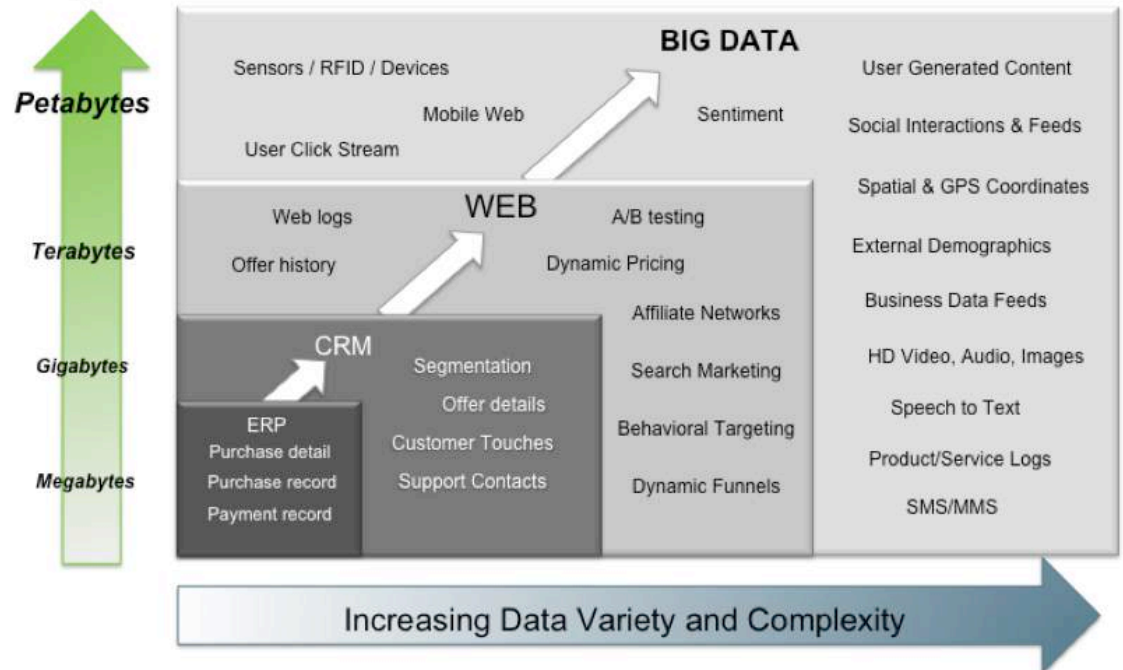 BIG DATA
Sensors / RFID / Devices
User Generated Content
Petabytes
Mobile Web
Sentiment
Social Interactions & Feeds
User Click Stream
Spatial & GPS Coordinates
WEB
Web logs
A/B testing
Terabytes
External Demographics
Offer history
Dynamic Pricing
Business Data Feeds
Affiliate Networks
CRM
HD Video, Audio, Images
Gigabytes
Segmentation
Search Marketing
Offer details
Speech to Text
ERP
Customer Touches
Behavioral Targeting
Purchase detail
Product/Service Logs
Megabytes
Purchase record
Support Contacts
Dynamic Funnels
SMS/MMS
Payment record
Increasing Data Variety and Complexity